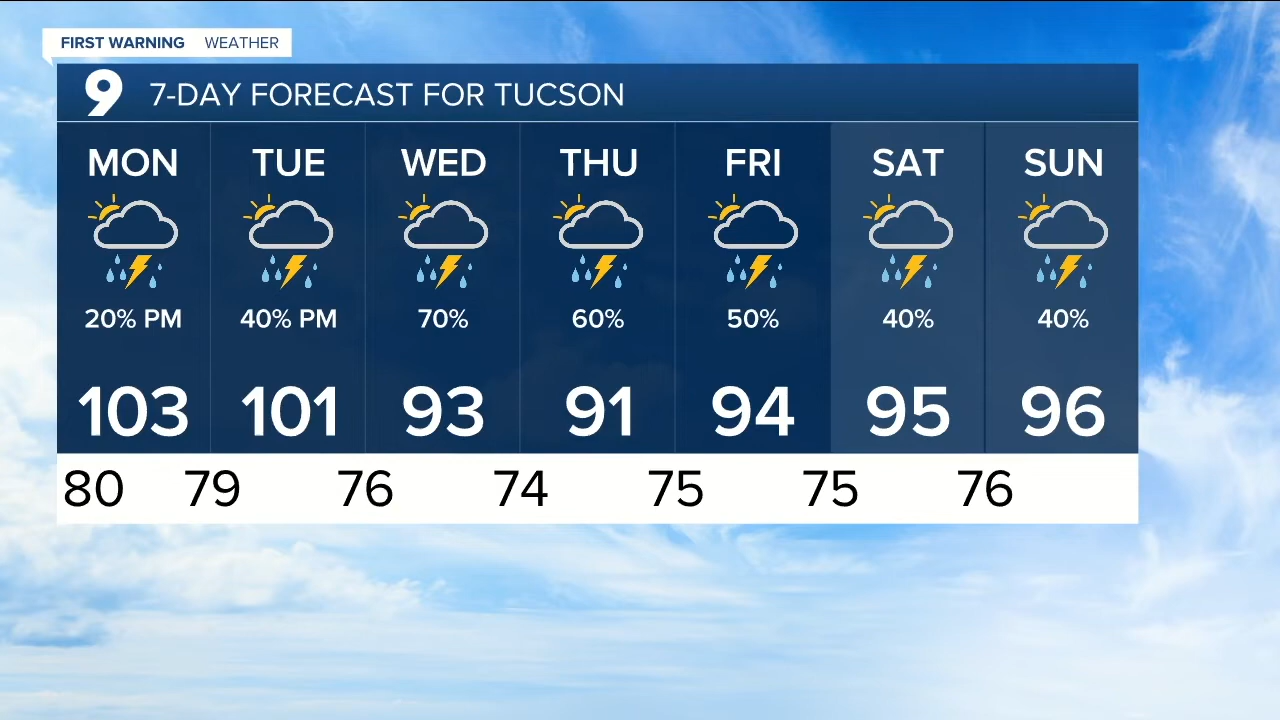 FIRST WARNING WEATHER
9 7-DAY FORECAST FOR TUCSON
MON TUE WED THU FRI SAT SUN
20% PM 40% PM 70% 60% 50% 40% 40%
103 101 93 91 94 95 96
80 79 76 74 75 75 76